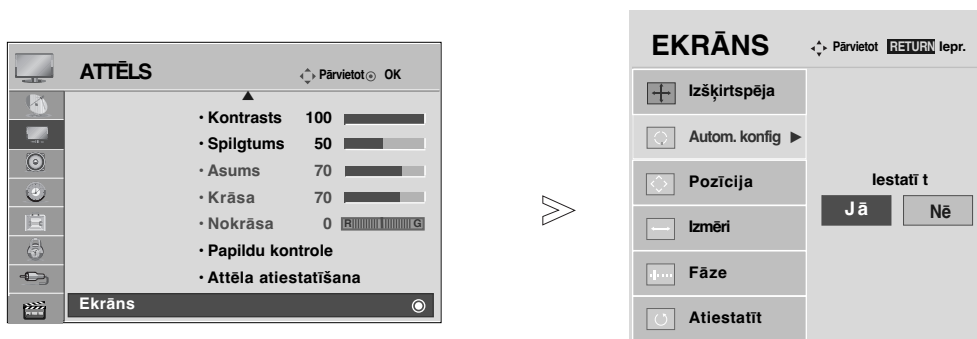 ATTĒLS
Pārvietot OK
· Kontrasts 100
· Spilgtums 50
· Asums 70
· Krāsa 70
· Nokrāsa 0 R G
· Papildu kontrole
· Attēla atiestatīšana
Ekrāns
EKRĀNS
Pārvietot RETURN Iepr.
Izšķirtspēja
Autom. konfig ►
Pozīcija
Izmēri
Fāze
Atiestatīt
Iestatī t
Jā Nē